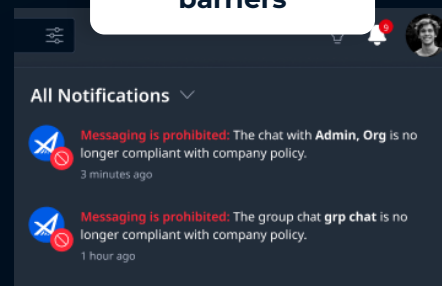 barriers
9
All Notifications
Messaging is prohibited: The chat with Admin, Org is no
longer compliant with company policy.
3 minutes ago
Messaging is prohibited: The group chat grp chat is no
longer compliant with company policy.
1 hour ago